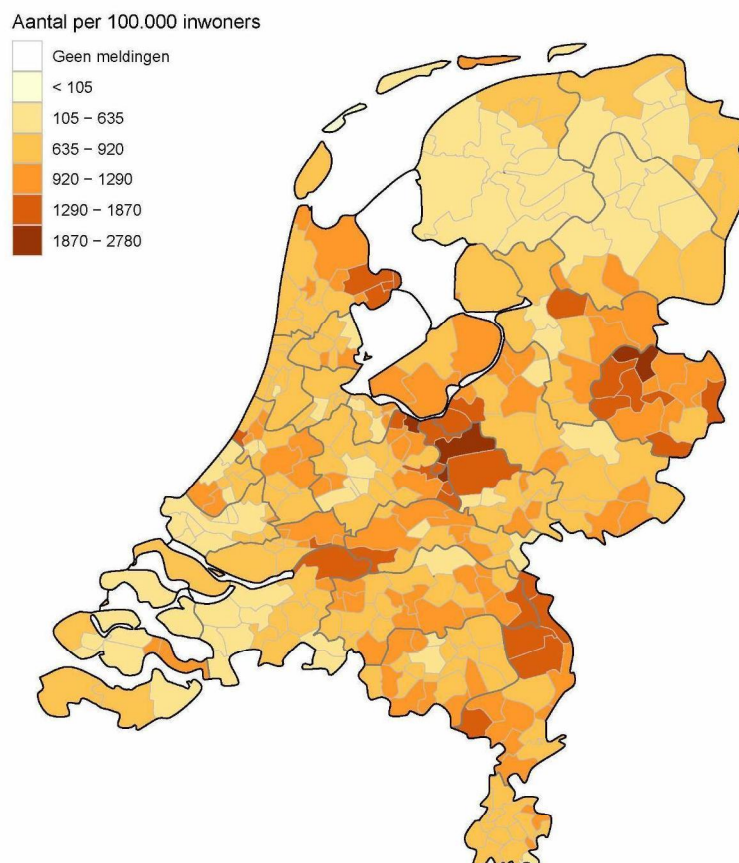 Aantal per 100.000 inwoners
Geen meldingen
< 105
105 – 635
635 – 920
920 – 1290
1290 – 1870
1870 – 2780